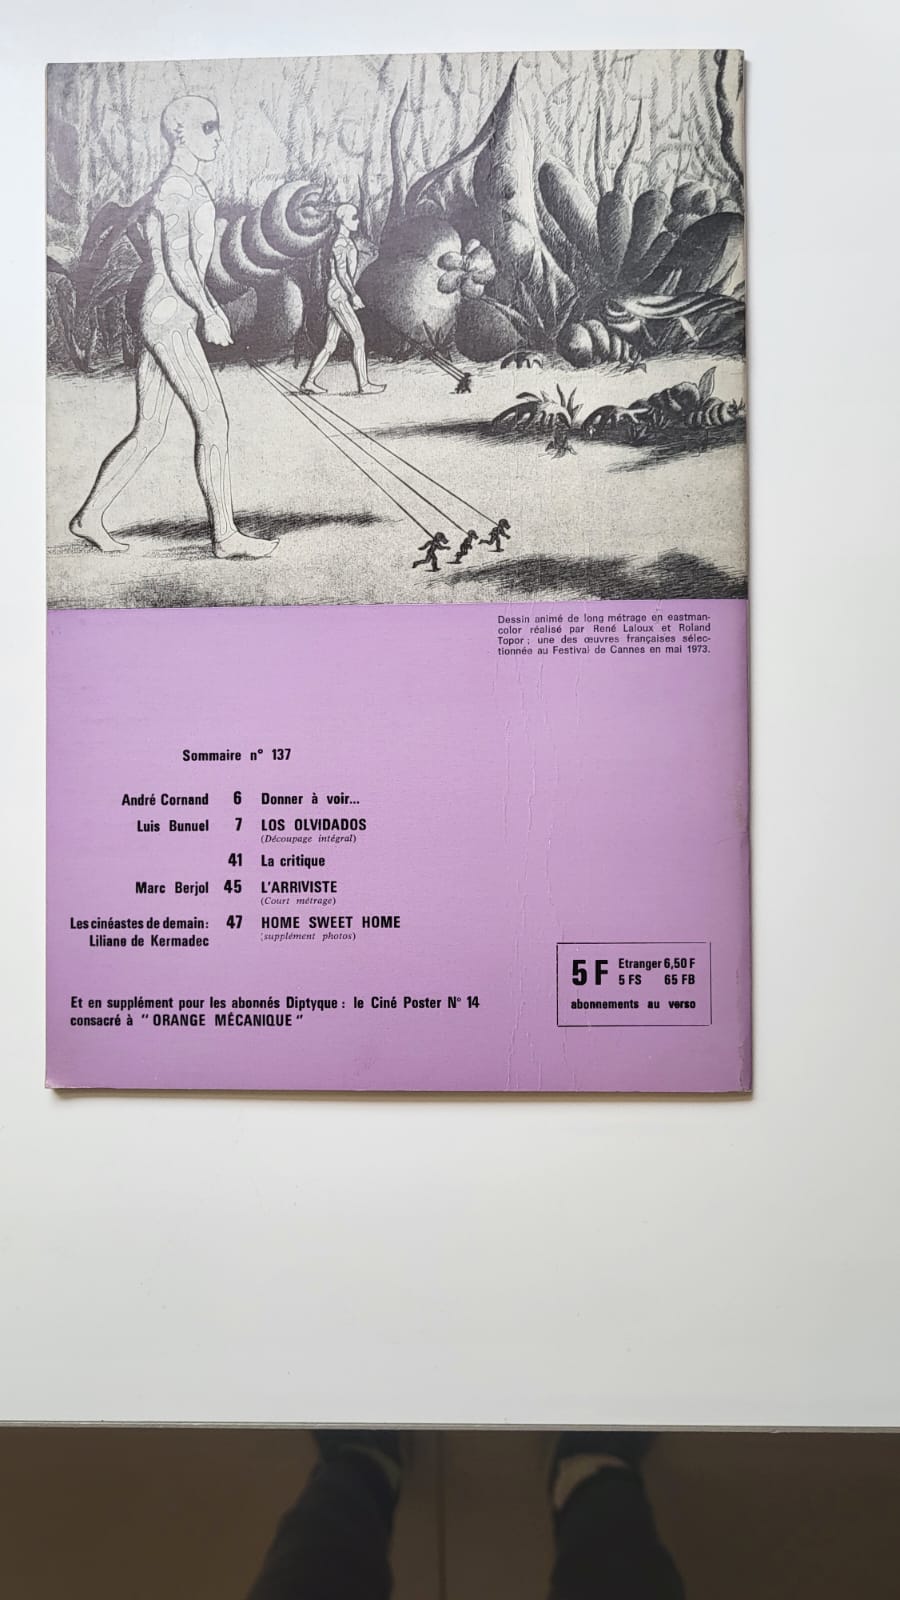 Dessin animé de long métrage en eastman-
color réalisé par René Laloux et Roland
Topor ; une des œuvres françaises sélec-
tionnée au Festival de Cannes en mai 1973.
Sommaire n° 137
André Cornand 6 Donner à voir...
Luis Bunuel 7 LOS OLVIDADOS
(Découpage intégral)
41 La critique
Marc Berjol 45 L'ARRIVISTE
(Court métrage)
Les cinéastes de demain : 47 HOME SWEET HOME
Liliane de Kermadec (supplément photos)
5 F Etranger 6,50 F
5 FS 65 FB
abonnements au verso
Et en supplément pour les abonnés Diptyque : le Ciné Poster N° 14
consacré à " ORANGE MÉCANIQUE "